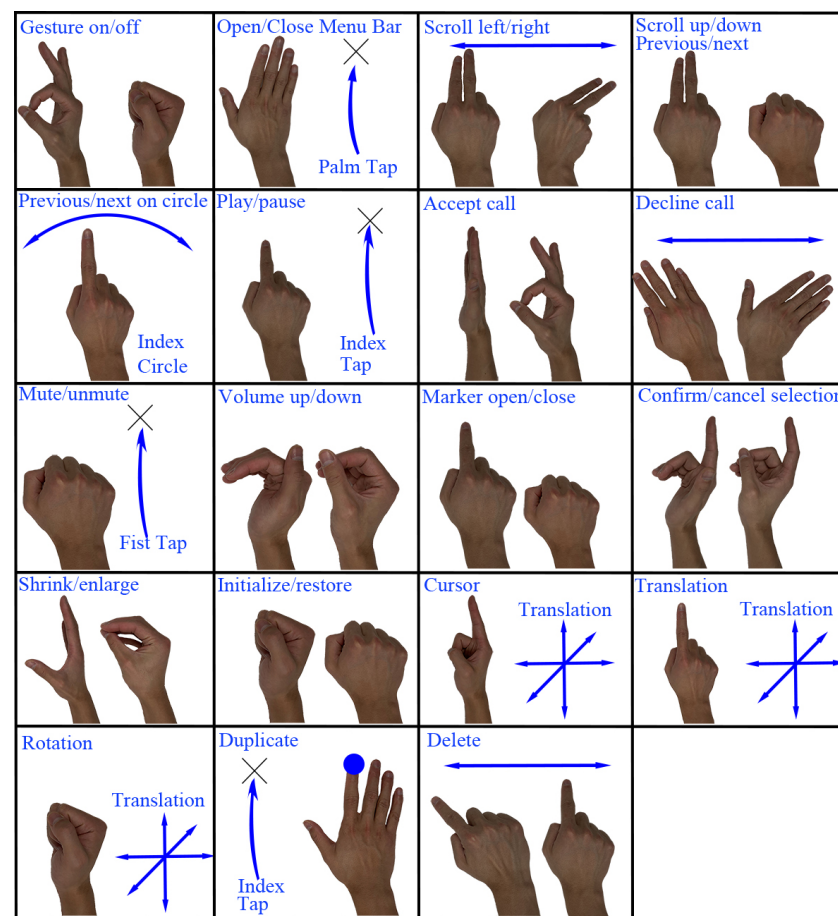 Gesture on/off
Open/Close Menu Bar
Palm Tap
Scroll left/right
Scroll up/down
Previous/next
Previous/next on circle
Index
Circle
Play/pause
Index
Tap
Accept call
Decline call
Mute/unmute
Fist Tap
Volume up/down
Marker open/close
Confirm/cancel selection
Shrink/enlarge
Initialize/restore
Cursor
Translation
Translation
Translation
Rotation
Translation
Duplicate
Index
Tap
Delete